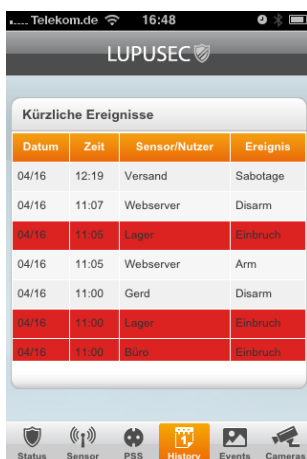 Telekom.de 16:48
LUPUSEC
Kürzliche Ereignisse
Datum Zeit Sensor/Nutzer Ereignis
04/16 12:19 Versand Sabotage
04/16 11:07 Webserver Disarm
04/16 11:05 Lager Einbruch
04/16 11:05 Webserver Arm
04/16 11:00 Gerd Disarm
04/16 11:00 Lager Einbruch
04/16 11:00 Büro Einbruch
Status Sensor PSS History Events Cameras